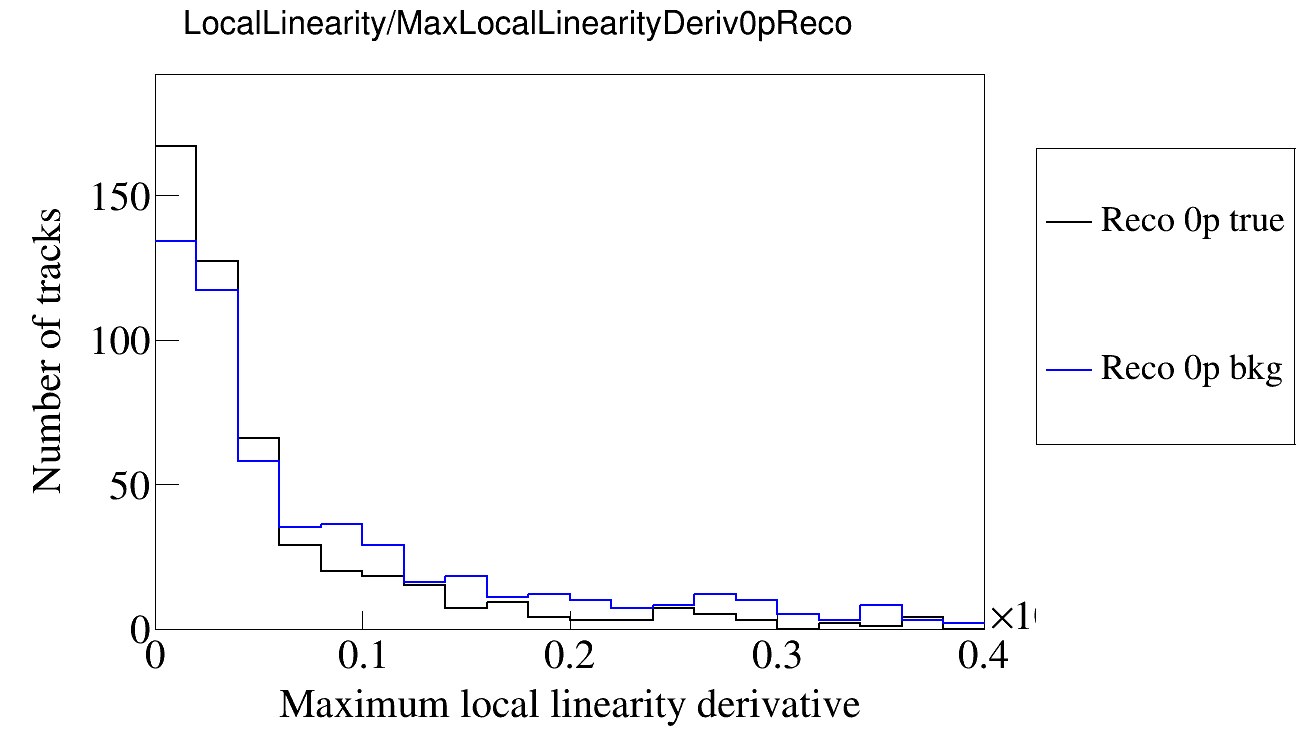 LocalLinearity/MaxLocalLinearityDeriv0pReco
Number of tracks
150
100
50
0
0 0.1 0.2 0.3 0.4
×10
Maximum local linearity derivative
Reco 0p true
Reco 0p bkg